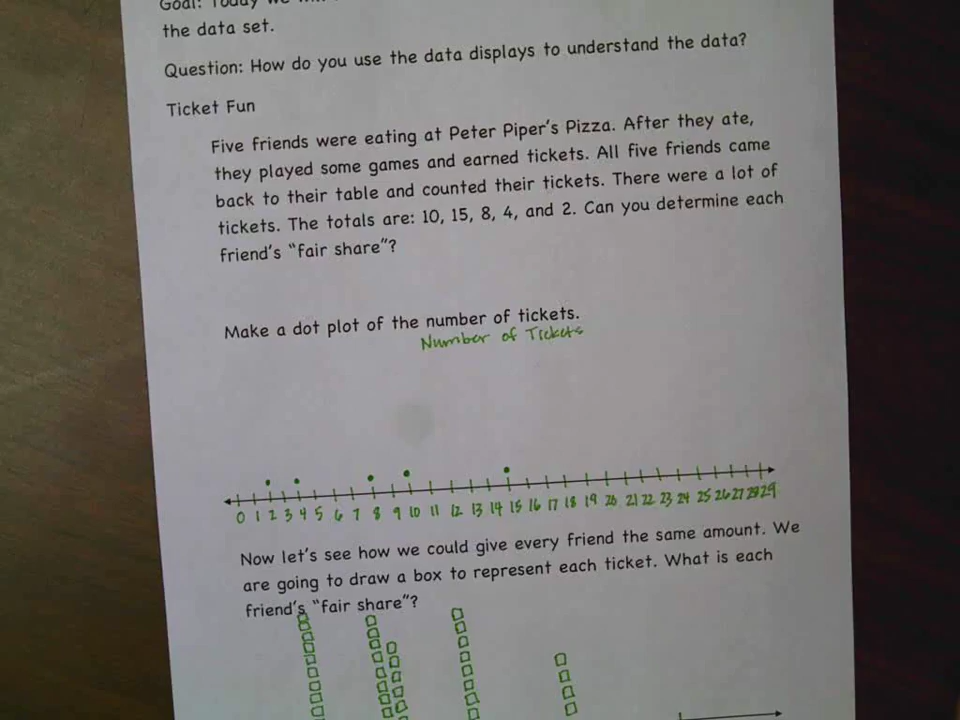 Goal: Today we will
the data set.
Question: How do you use the data displays to understand the data?
Ticket Fun
Five friends were eating at Peter Piper's Pizza. After they ate,
they played some games and earned tickets. All five friends came
back to their table and counted their tickets. There were a lot of
tickets. The totals are: 10, 15, 8, 4, and 2. Can you determine each
friend's "fair share"?
Make a dot plot of the number of tickets.
Number of Tickets
0 1 2 3 4 5 6 7 8 9 10 11 12 13 14 15 16 17 18 19 20 21 22 23 24 25 26 27 28 29
Now let's see how we could give every friend the same amount. We
are going to draw a box to represent each ticket. What is each
friend's "fair share"?